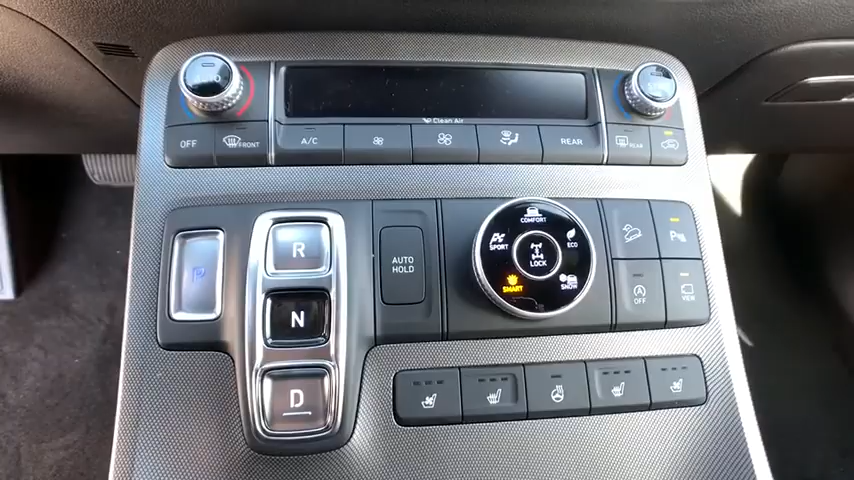 AUTO
Clean Air
OFF
FRONT
A/C
REAR
REAR
P
R
N
D
AUTO
HOLD
COMFORT
SPORT
ECO
LOCK
SMART
SNOW
P
OFF
VIEW